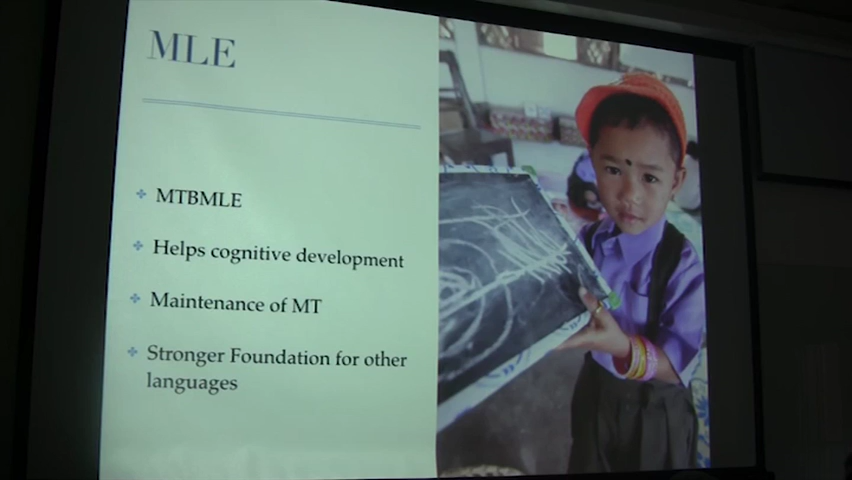 MLE
MTBMLE
Helps cognitive development
Maintenance of MT
Stronger Foundation for other
languages